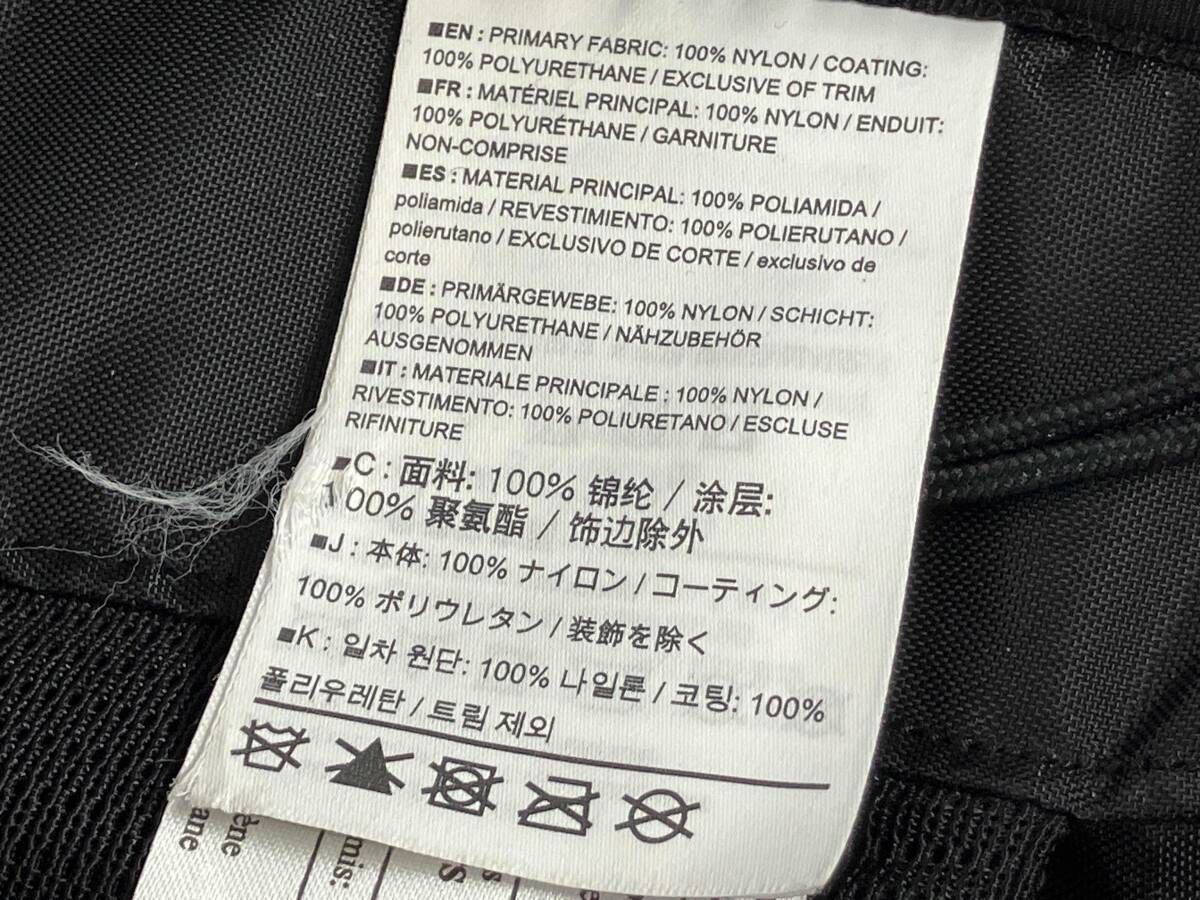 ■EN : PRIMARY FABRIC: 100% NYLON / COATING:
100% POLYURETHANE / EXCLUSIVE OF TRIM
■FR : MATÉRIEL PRINCIPAL: 100% NYLON / ENDUIT:
100% POLYURÉTHANE / GARNITURE
NON-COMPRISE
■ES : MATERIAL PRINCIPAL: 100% POLIAMIDA /
poliamida / REVESTIMIENTO: 100% POLIERUTANO /
polierutano / EXCLUSIVO DE CORTE / exclusivo de
corte
■DE : PRIMÄRGEWEBE: 100% NYLON / SCHICHT:
100% POLYURETHANE / NÄHZUBEHÖR
AUSGENOMMEN
■IT : MATERIALE PRINCIPALE : 100% NYLON /
RIVESTIMENTO: 100% POLIURETANO / ESCLUSE
RIFINITURE
■C : 面料: 100% 锦纶 / 涂层:
100% 聚氨酯 / 饰边除外
■J : 本体: 100% ナイロン / コーティング:
100% ポリウレタン / 装飾を除く
■K : 일차 원단: 100% 나일론 / 코팅: 100%
폴리우레탄 / 트림 제외
ane
ène
mis: